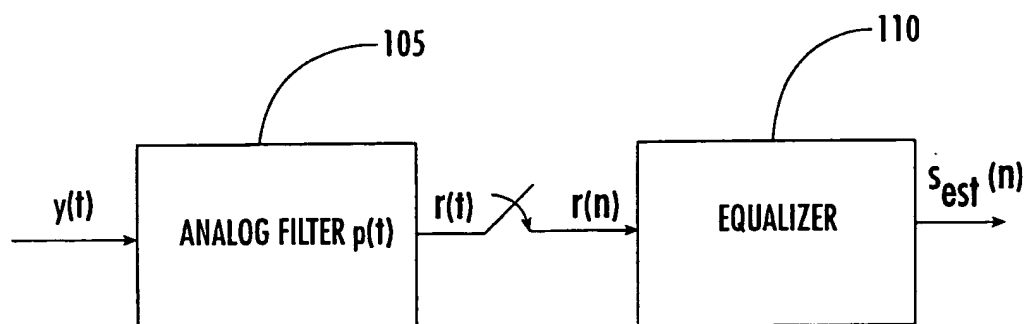 105
110
y(t)
ANALOG FILTER p(t)
r(t)
r(n)
EQUALIZER
s_est (n)